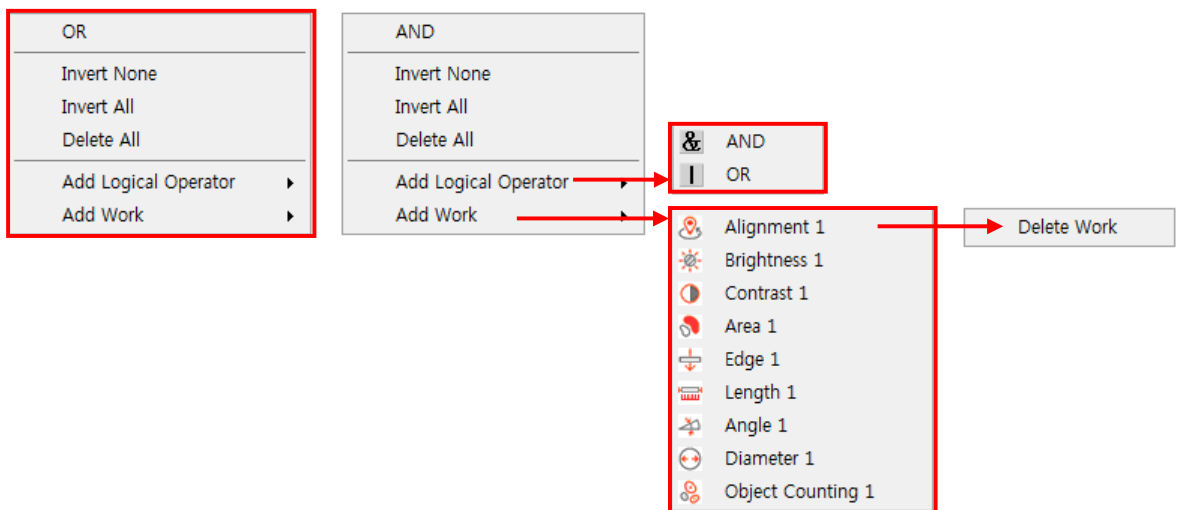 OR
Invert None
Invert All
Delete All
Add Logical Operator
Add Work
AND
Invert None
Invert All
Delete All
Add Logical Operator
Add Work
& AND
| OR
Alignment 1
Brightness 1
Contrast 1
Area 1
Edge 1
Length 1
Angle 1
Diameter 1
Object Counting 1
Delete Work